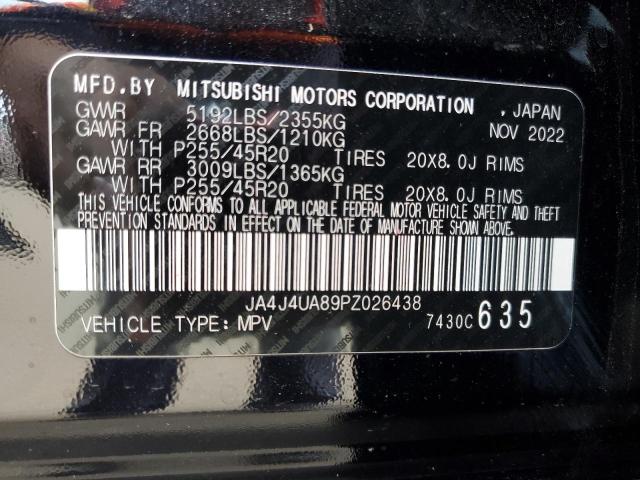 MFD.BY MITSUBISHI MOTORS CORPORATION , JAPAN
GVWR 5192LBS/2355KG NOV 2022
GAWR FR 2668LBS/1210KG
WITH P255/45R20 TIRES 20X8.0J RIMS
GAWR RR 3009LBS/1365KG
WITH P255/45R20 TIRES 20X8.0J RIMS
THIS VEHICLE CONFORMS TO ALL APPLICABLE FEDERAL MOTOR VEHICLE SAFETY AND THEFT
PREVENTION STANDARDS IN EFFECT ON THE DATE OF MANUFACTURE SHOWN ABOVE.
JA4J4UA89PZ026438
VEHICLE TYPE: MPV 7430C 635